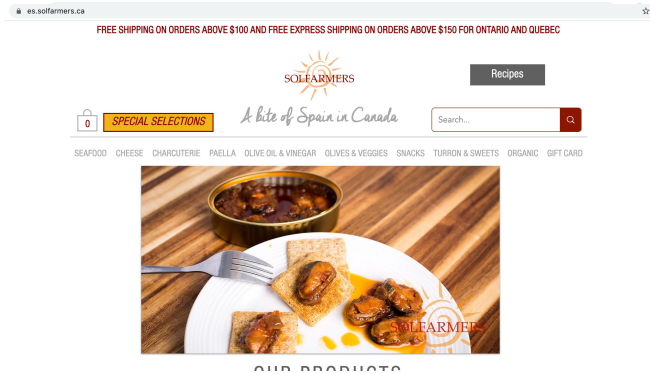 es.solfarmers.ca
FREE SHIPPING ON ORDERS ABOVE $100 AND FREE EXPRESS SHIPPING ON ORDERS ABOVE $150 FOR ONTARIO AND QUEBEC
SOLFARMERS
Recipes
0
SPECIAL SELECTIONS
A bite of Spain in Canada
Search...
SEAFOOD CHEESE CHARCUTERIE PAELLA OLIVE OIL & VINEGAR OLIVES & VEGGIES SNACKS TURRON & SWEETS ORGANIC GIFT CARD
SOLFARMERS
OUR PRODUCTS